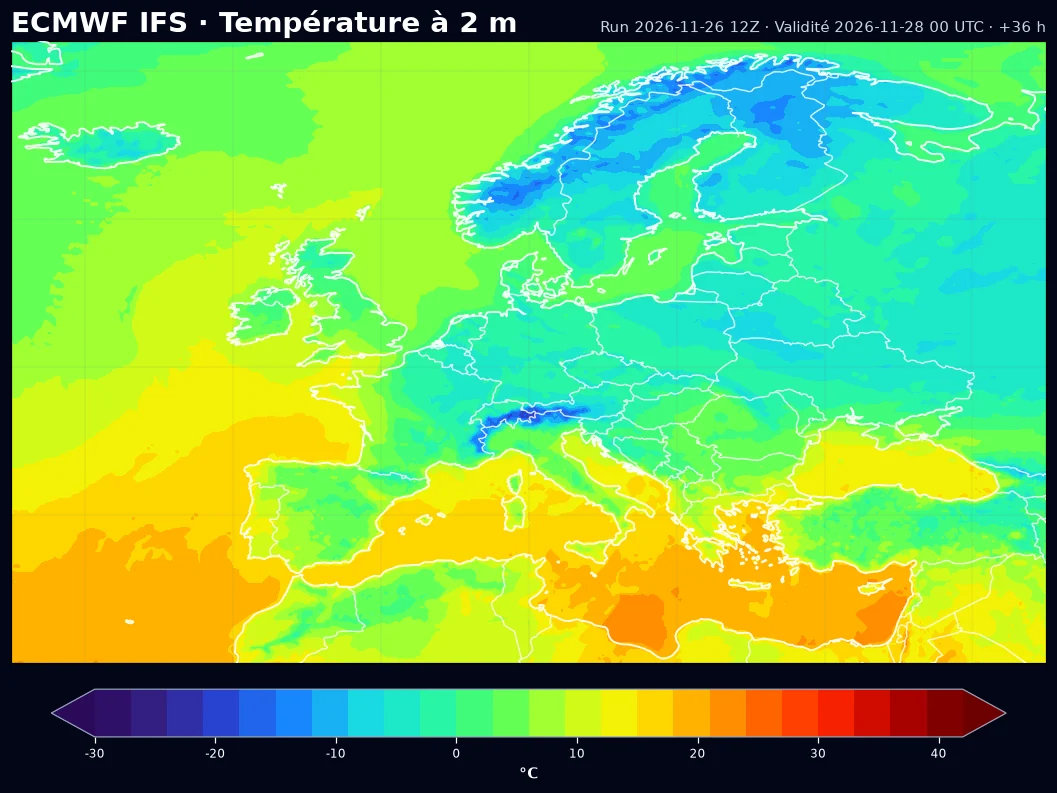 ECMWF IFS · Température à 2 m
Run 2026-11-26 12Z · Validité 2026-11-28 00 UTC · +36 h
-30 -20 -10 0 10 20 30 40
°C